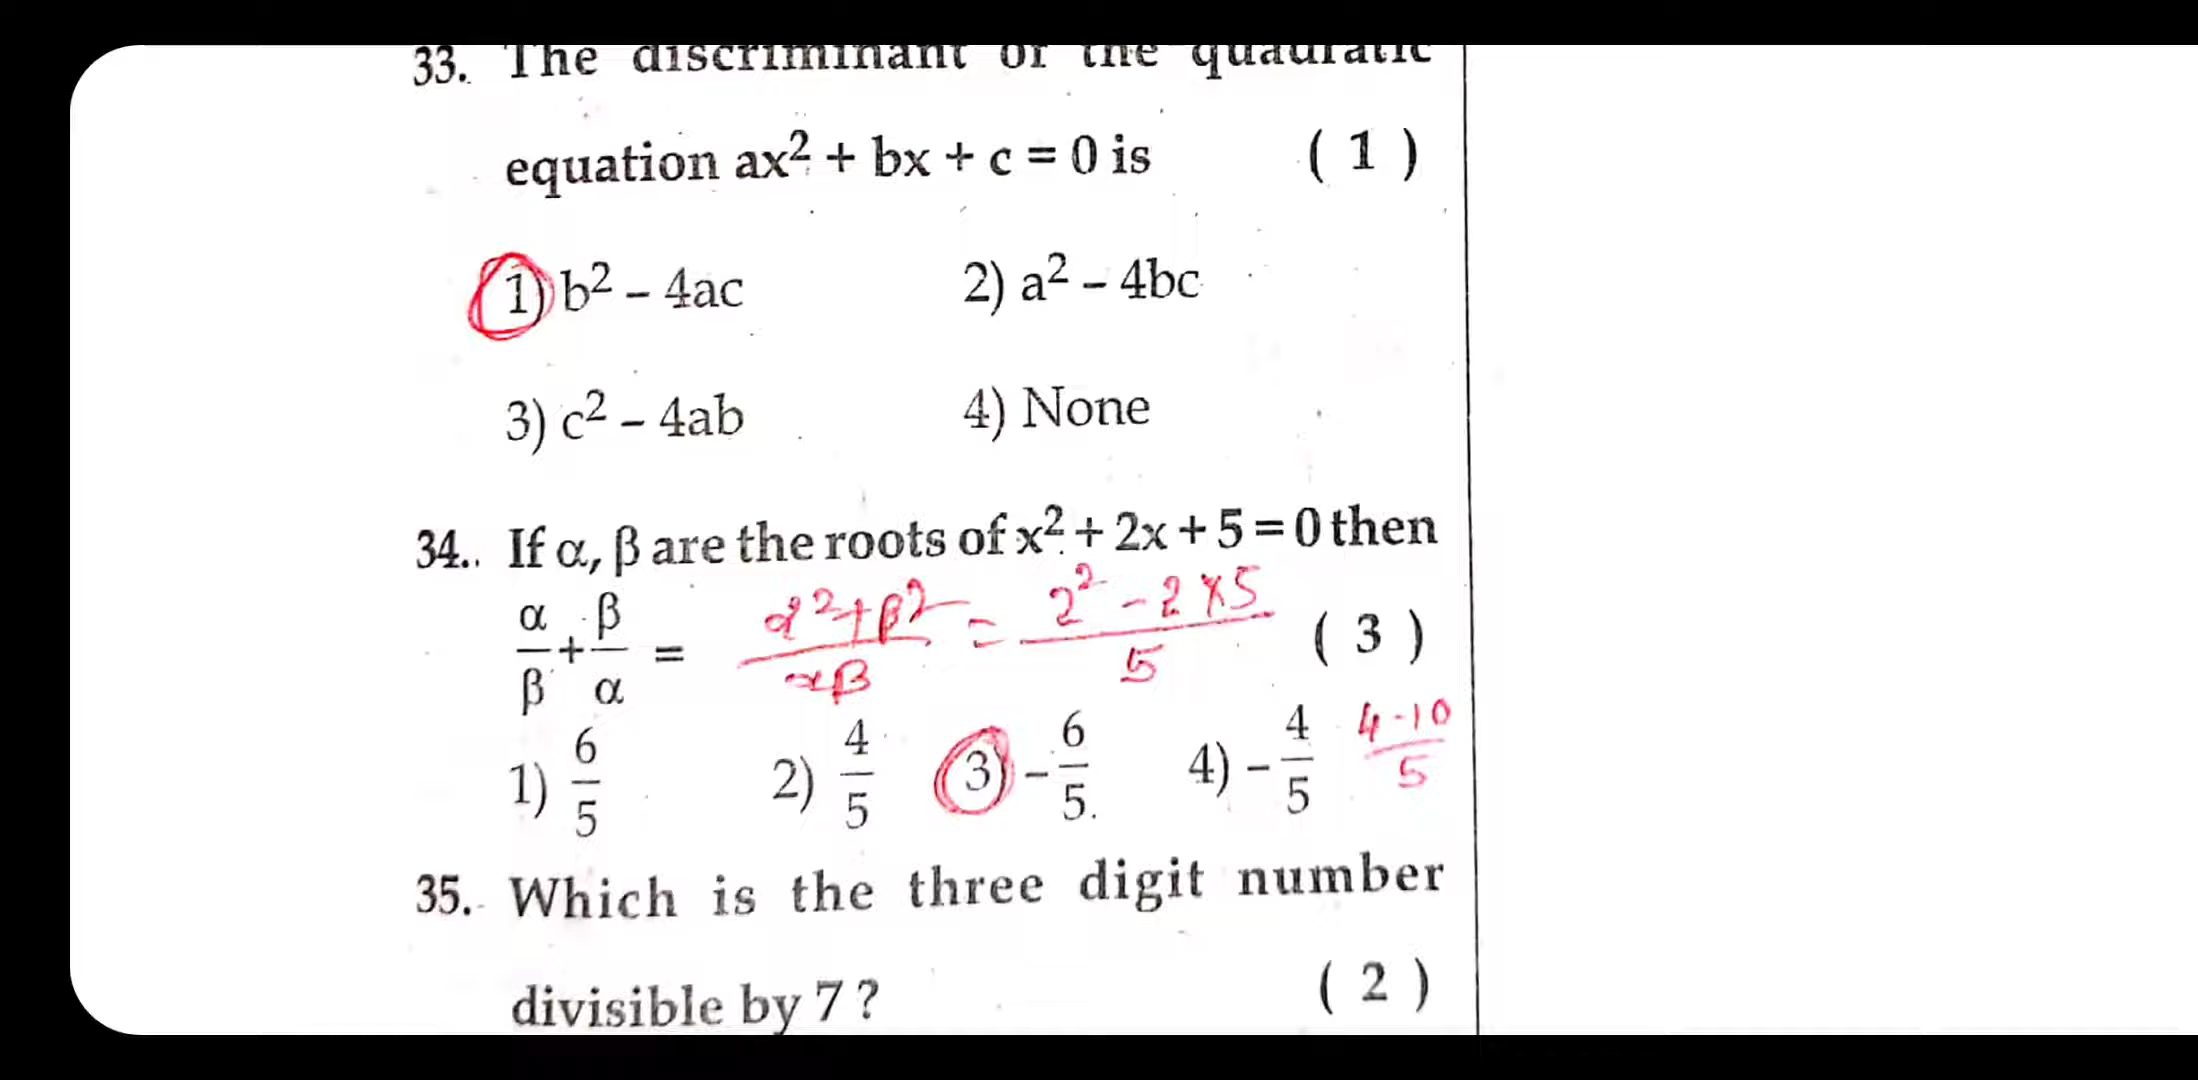 33. The discriminant of the quadratic
equation ax² + bx + c = 0 is ( 1 )
1) b² – 4ac 2) a² – 4bc
3) c² – 4ab 4) None
34.. If α, β are the roots of x² + 2x + 5 = 0 then
α/β + β/α = α²+β²/αβ = 2² - 2×5/5 ( 3 )
1) 6/5 2) 4/5 3) – 6/5. 4) – 4/5 4-10/5
35. Which is the three digit number
divisible by 7 ? ( 2 )